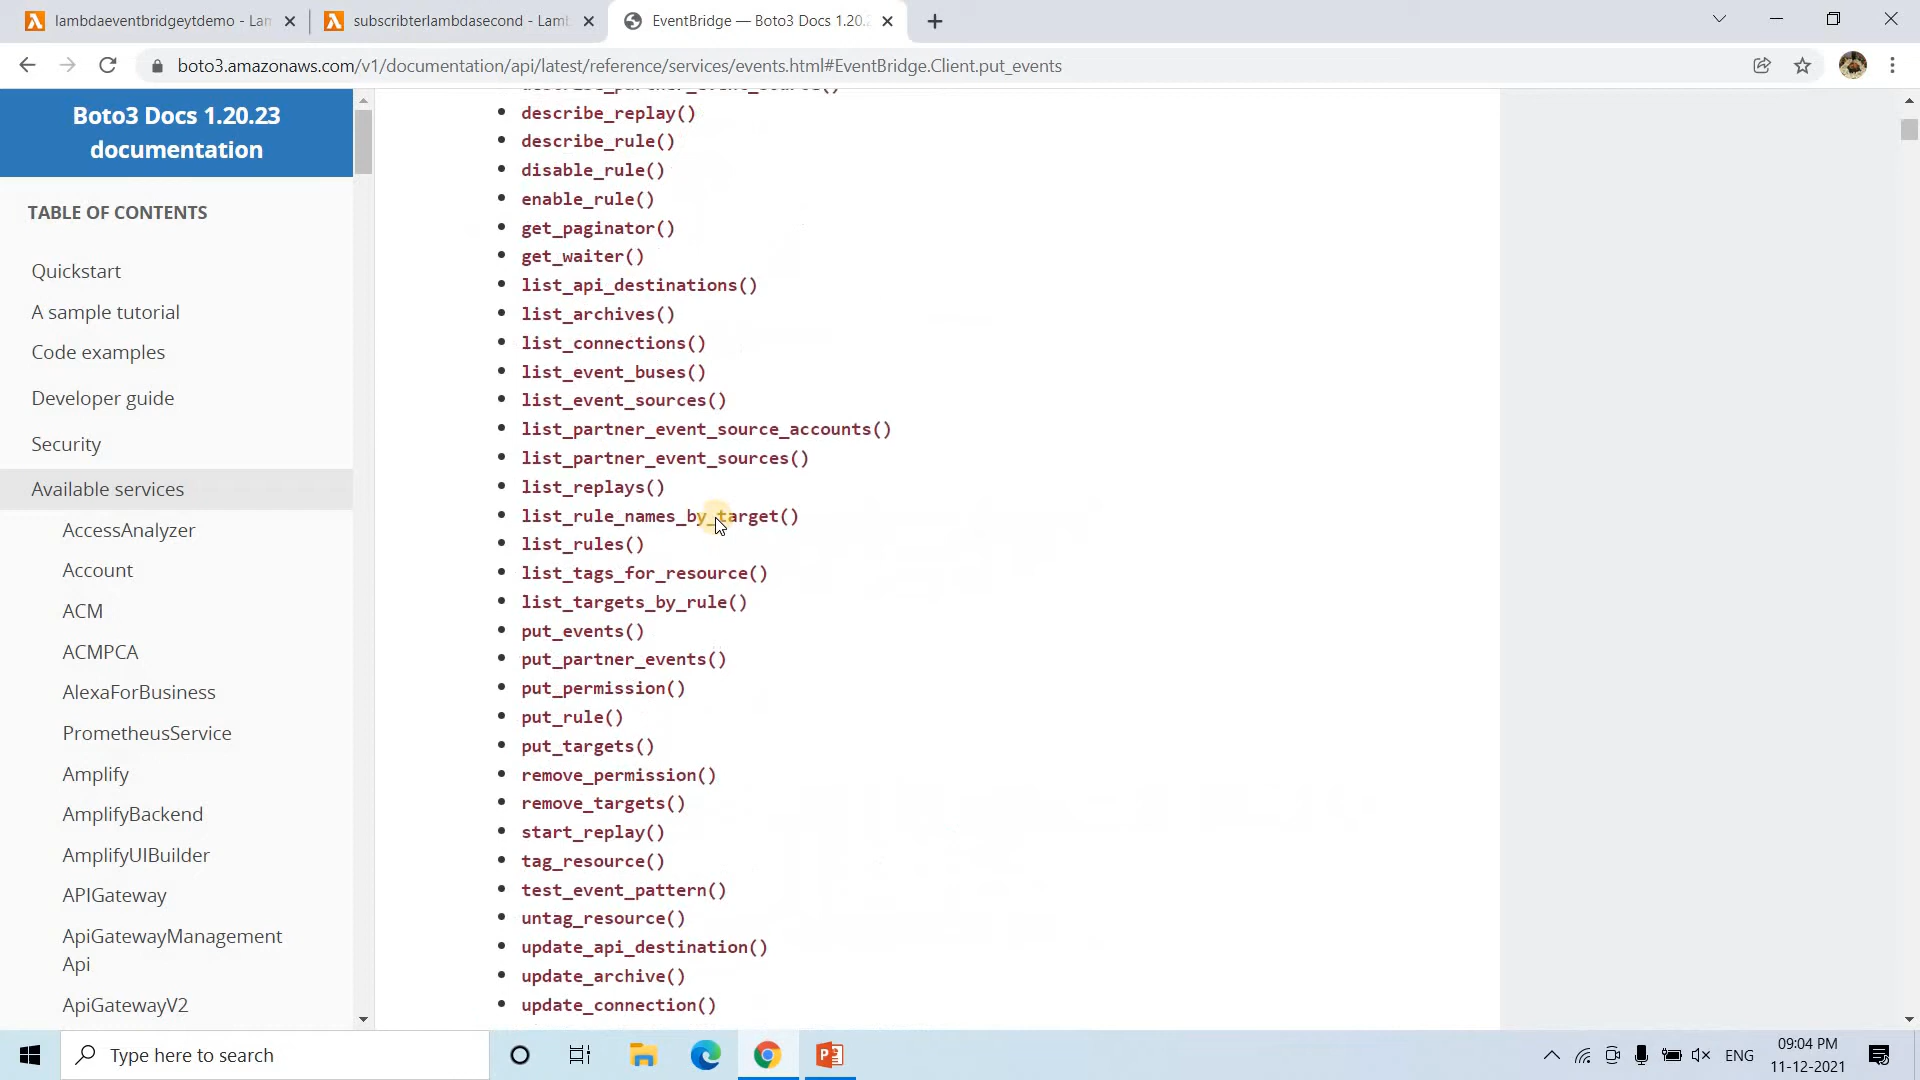 lambdaeventbridgeytdemo - Lam
subscribterlambdasecond - Lamb
EventBridge — Boto3 Docs 1.20.2
boto3.amazonaws.com/v1/documentation/api/latest/reference/services/events.html#EventBridge.Client.put_events
Boto3 Docs 1.20.23
documentation
TABLE OF CONTENTS
Quickstart
A sample tutorial
Code examples
Developer guide
Security
Available services
AccessAnalyzer
Account
ACM
ACMPCA
AlexaForBusiness
PrometheusService
Amplify
AmplifyBackend
AmplifyUIBuilder
APIGateway
ApiGatewayManagement
Api
ApiGatewayV2
describe_partner_event_source()
describe_replay()
describe_rule()
disable_rule()
enable_rule()
get_paginator()
get_waiter()
list_api_destinations()
list_archives()
list_connections()
list_event_buses()
list_event_sources()
list_partner_event_source_accounts()
list_partner_event_sources()
list_replays()
list_rule_names_by_target()
list_rules()
list_tags_for_resource()
list_targets_by_rule()
put_events()
put_partner_events()
put_permission()
put_rule()
put_targets()
remove_permission()
remove_targets()
start_replay()
tag_resource()
test_event_pattern()
untag_resource()
update_api_destination()
update_archive()
update_connection()
Type here to search
ENG
09:04 PM
11-12-2021